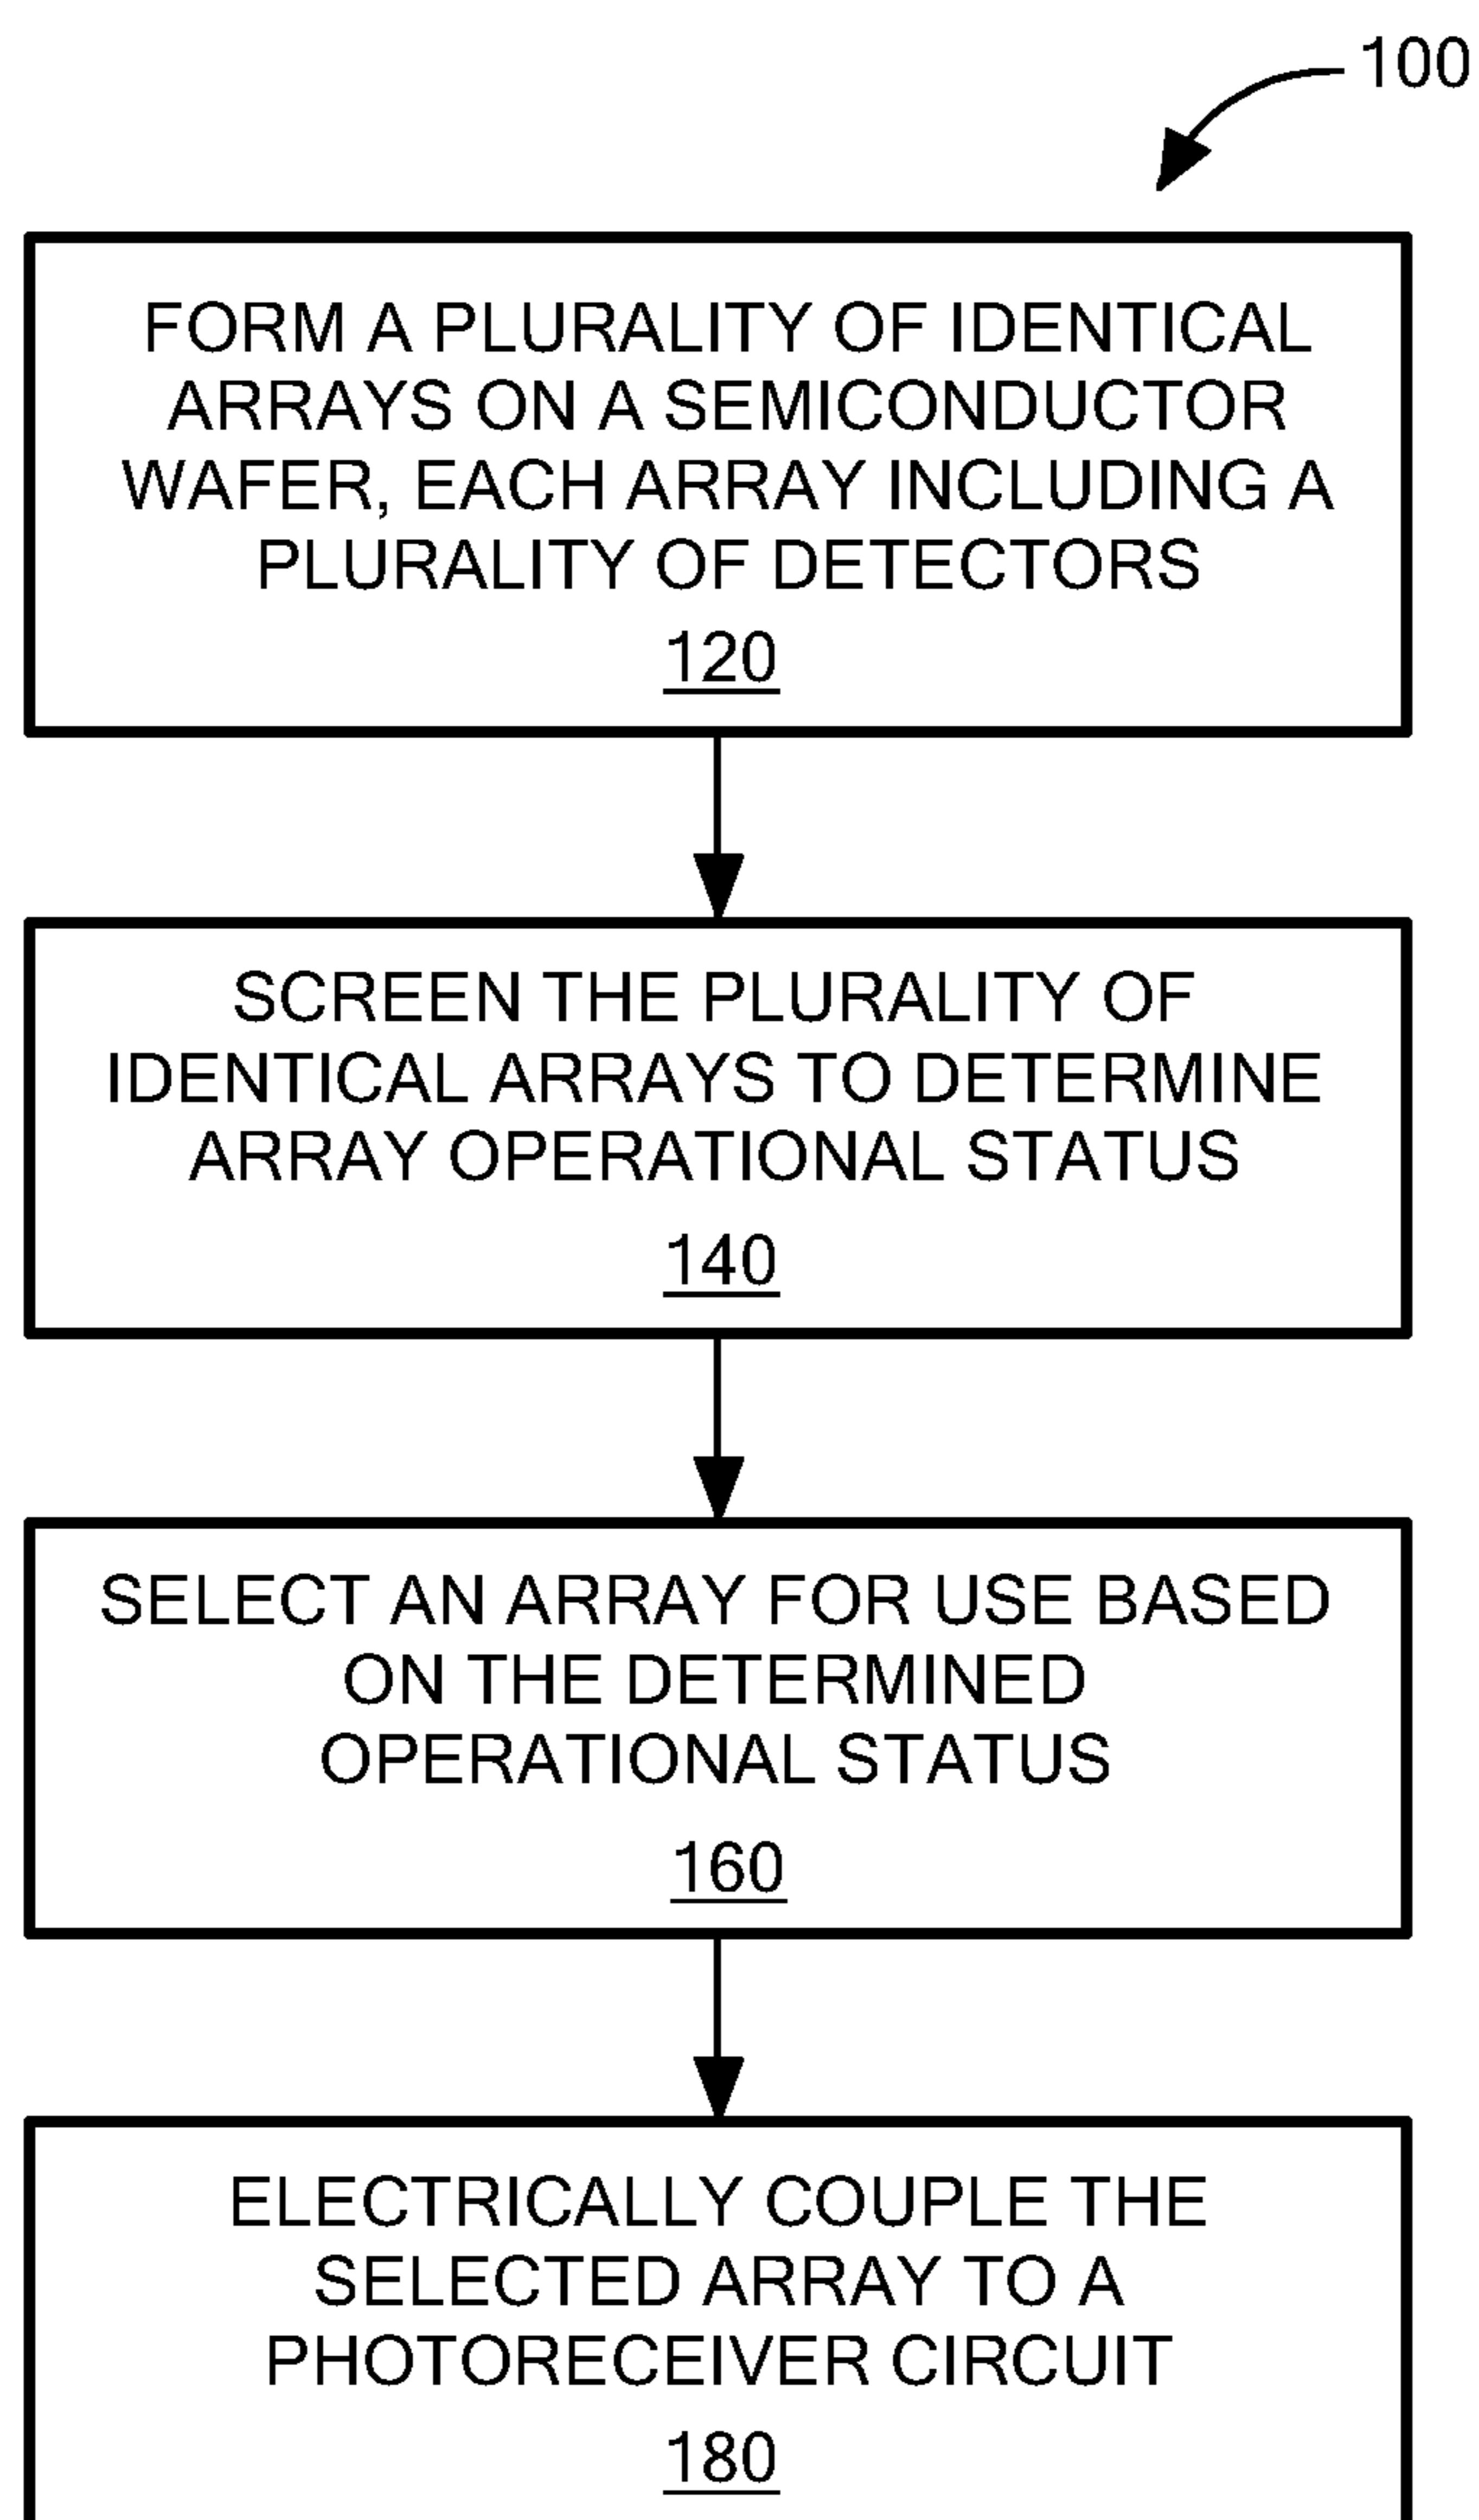 100
FORM A PLURALITY OF IDENTICAL
ARRAYS ON A SEMICONDUCTOR
WAFER, EACH ARRAY INCLUDING A
PLURALITY OF DETECTORS
120
SCREEN THE PLURALITY OF
IDENTICAL ARRAYS TO DETERMINE
ARRAY OPERATIONAL STATUS
140
SELECT AN ARRAY FOR USE BASED
ON THE DETERMINED
OPERATIONAL STATUS
160
ELECTRICALLY COUPLE THE
SELECTED ARRAY TO A
PHOTORECEIVER CIRCUIT
180